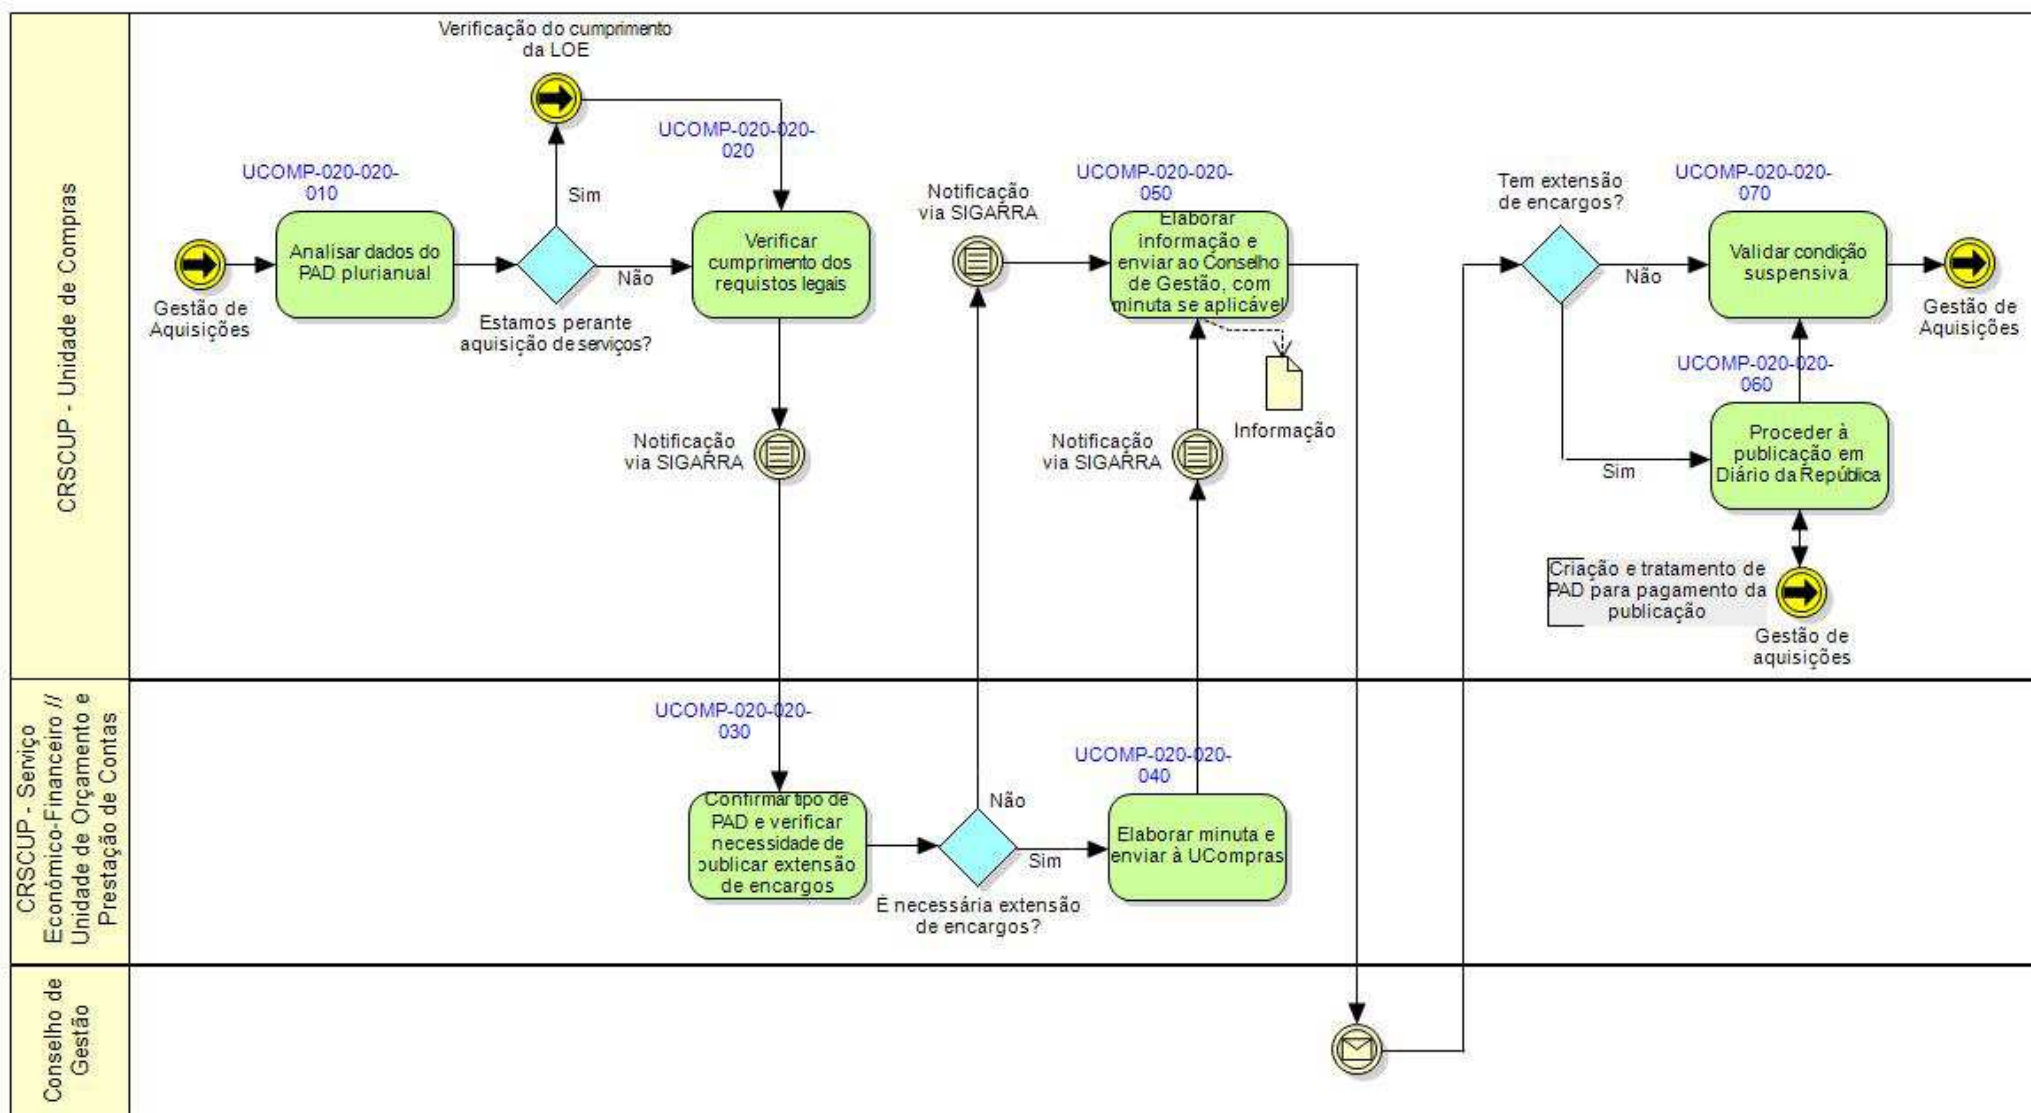 CRSCUP - Unidade de Compras
Verificação do cumprimento
da LOE
UCOMP-020-020-
010
Gestão de
Aquisições
Analisar dados do
PAD plurianual
Sim
Não
Estamos perante
aquisição de serviços?
UCOMP-020-020-
020
Verificar
cumprimento dos
requistos legais
Notificação
via SIGARRA
Notificação
via SIGARRA
UCOMP-020-020-
050
Elaborar
informação e
enviar ao Conselho
de Gestão, com
minuta se aplicável
Informação
Notificação
via SIGARRA
Tem extensão
de encargos?
Não
Sim
UCOMP-020-020-
070
Validar condição
suspensiva
Gestão de
Aquisições
UCOMP-020-020-
060
Proceder à
publicação em
Diário da República
Criação e tratamento de
PAD para pagamento da
publicação
Gestão de
aquisições
CRSCUP - Serviço
Económico-Financeiro //
Unidade de Orçamento e
Prestação de Contas
UCOMP-020-020-
030
Confirmar tipo de
PAD e verificar
necessidade de
publicar extensão
de encargos
Não
Sim
É necessária extensão
de encargos?
UCOMP-020-020-
040
Elaborar minuta e
enviar à UCompras
Conselho de
Gestão